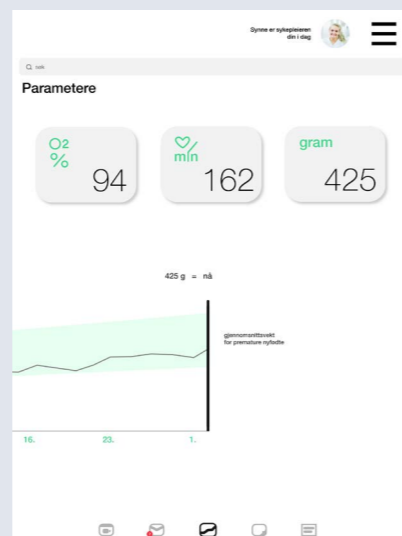 Synne er sykepleieren
din i dag
søk
Parametere
O2
%
94
/
min
162
gram
425
425 g = nå
gjennomsnittsvekt
for premature nyfødte
16.
23.
1.